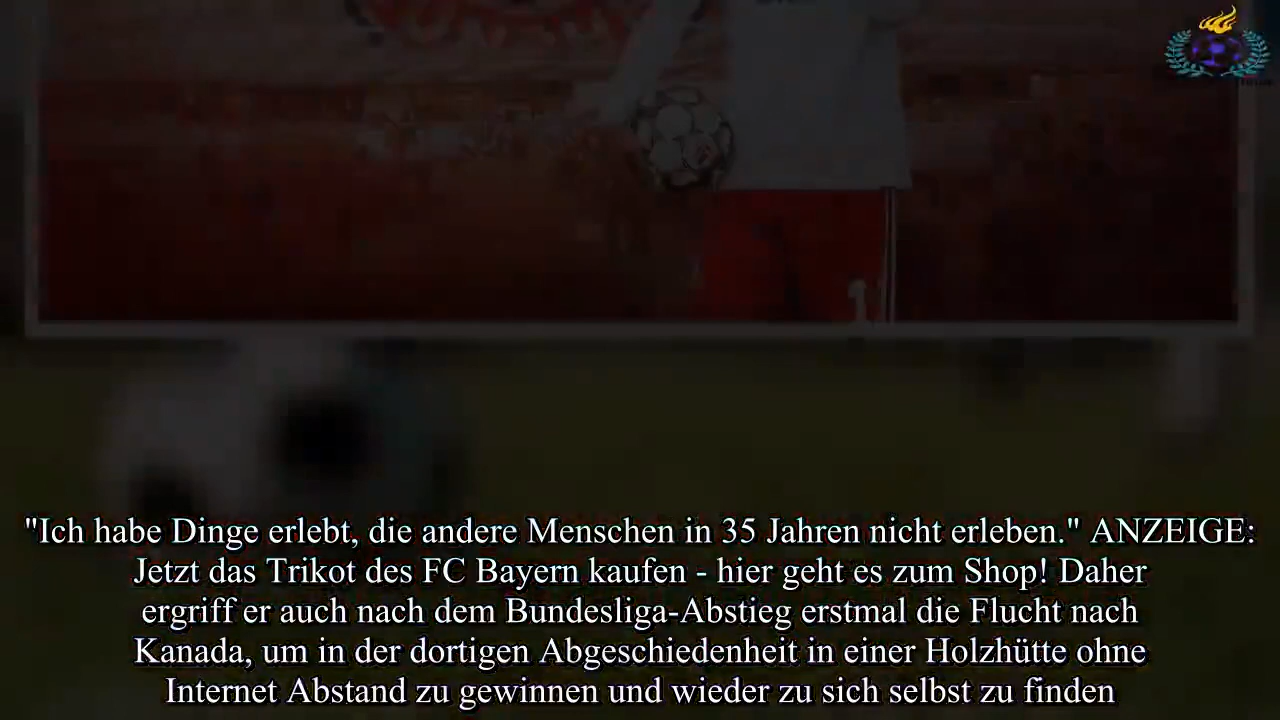 "Ich habe Dinge erlebt, die andere Menschen in 35 Jahren nicht erleben." ANZEIGE:
Jetzt das Trikot des FC Bayern kaufen - hier geht es zum Shop! Daher
ergriff er auch nach dem Bundesliga-Abstieg erstmal die Flucht nach
Kanada, um in der dortigen Abgeschiedenheit in einer Holzhütte ohne
Internet Abstand zu gewinnen und wieder zu sich selbst zu finden